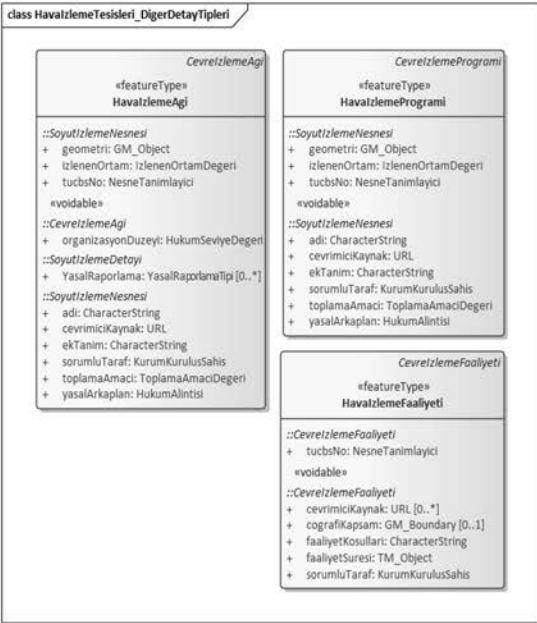 class HavaIzlemeTesisleri_DigerDetayTipleri
CevreIzlemeAgi
«featureType»
HavaIzlemeAgi
::SoyutIzlemeNesnesi
+ geometri: GM_Object
+ izlenenOrtam: IzlenenOrtamDegeri
+ tucbsNo: NesneTanimlayici
«voidable»
::CevreIzlemeAgi
+ organizasyonDuzeyi: HukumSeviyeDegeri
::SoyutIzlemeDetayi
+ YasalRaporlama: YasalRaporlamaTipi [0..*]
::SoyutIzlemeNesnesi
+ adi: CharacterString
+ cevrimiciKaynak: URL
+ ekTanim: CharacterString
+ sorumluTaraf: KurumKurulusSahis
+ toplamaAmaci: ToplamaAmaciDegeri
+ yasalArkaplan: HukumAlintisi
CevreIzlemeProgrami
«featureType»
HavaIzlemeProgrami
::SoyutIzlemeNesnesi
+ geometri: GM_Object
+ izlenenOrtam: IzlenenOrtamDegeri
+ tucbsNo: NesneTanimlayici
«voidable»
::SoyutIzlemeNesnesi
+ adi: CharacterString
+ cevrimiciKaynak: URL
+ ekTanim: CharacterString
+ sorumluTaraf: KurumKurulusSahis
+ toplamaAmaci: ToplamaAmaciDegeri
+ yasalArkaplan: HukumAlintisi
CevreIzlemeFaaliyeti
«featureType»
HavaIzlemeFaaliyeti
::CevreIzlemeFaaliyeti
+ tucbsNo: NesneTanimlayici
«voidable»
::CevreIzlemeFaaliyeti
+ cevrimiciKaynak: URL [0..*]
+ cografiKapsam: GM_Boundary [0..1]
+ faaliyetKosullari: CharacterString
+ faaliyetSuresi: TM_Object
+ sorumluTaraf: KurumKurulusSahis